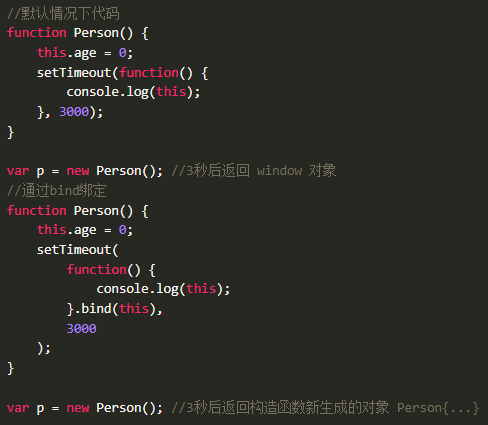 //默认情况下代码
function Person() {
    this.age = 0;
    setTimeout(function() {
        console.log(this);
    }, 3000);
}

var p = new Person(); //3秒后返回 window 对象
//通过bind绑定
function Person() {
    this.age = 0;
    setTimeout(
        function() {
            console.log(this);
        }.bind(this),
        3000
    );
}

var p = new Person(); //3秒后返回构造函数新生成的对象 Person{...}